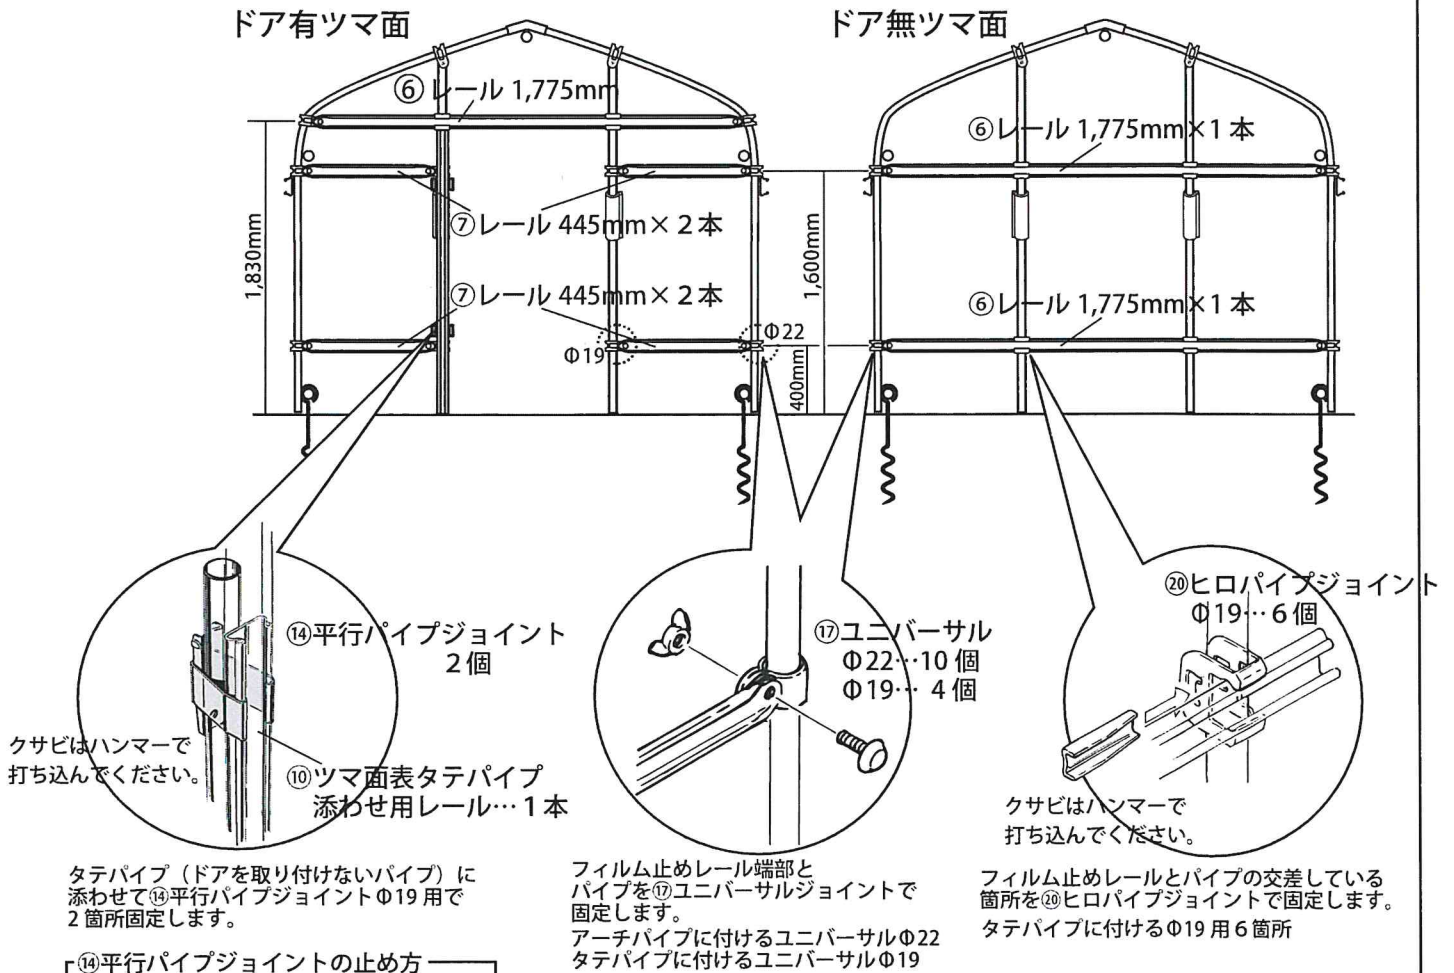 ドア有ツマ面
ドア無ツマ面
⑥レール 1,775mm
⑥レール 1,775mm×1本
⑦レール 445mm×2本
1,830mm
1,600mm
⑦レール 445mm×2本
⑥レール 1,775mm×1本
Φ22
Φ19
400mm
⑭平行パイプジョイント
2個
クサビはハンマーで
打ち込んでください。
⑩ツマ面表タテパイプ
添わせ用レール…1本
⑰ユニバーサル
Φ22…10個
Φ19… 4個
⑳ヒロパイプジョイント
Φ19…6個
クサビはハンマーで
打ち込んでください。
タテパイプ（ドアを取り付けないパイプ）に
添わせて⑭平行パイプジョイントΦ19用で
2箇所固定します。
フィルム止めレール端部と
パイプを⑰ユニバーサルジョイントで
固定します。
アーチパイプに付けるユニバーサルΦ22
タテパイプに付けるユニバーサルΦ19
フィルム止めレールとパイプの交差している
箇所を⑳ヒロパイプジョイントで固定します。
タテパイプに付けるΦ19用6箇所
⑭平行パイプジョイントの止め方